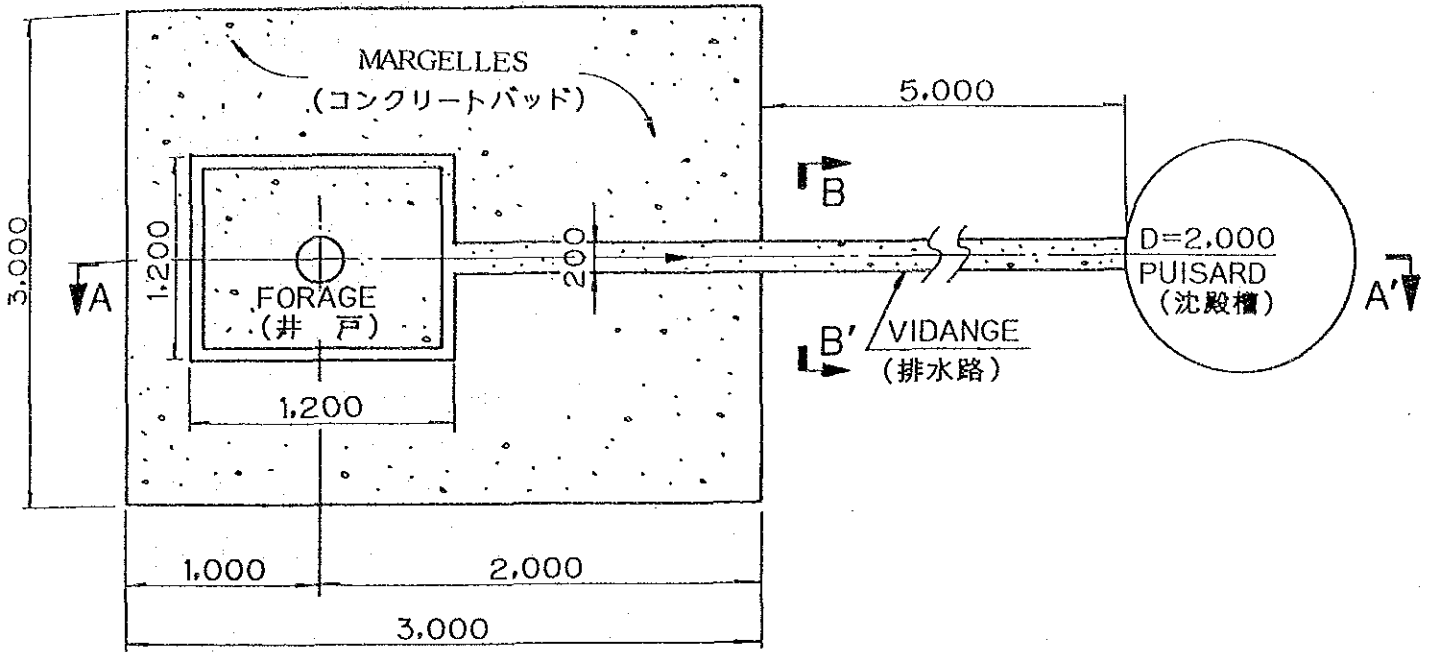 MARGELLES
(コンクリートパッド)
5,000
B
3,000
1,200
200
D=2,000
PUISARD
(沈殿槽)
A
A'
FORAGE
(井 戸)
B'
VIDANGE
(排水路)
1,200
1,000
2,000
3,000